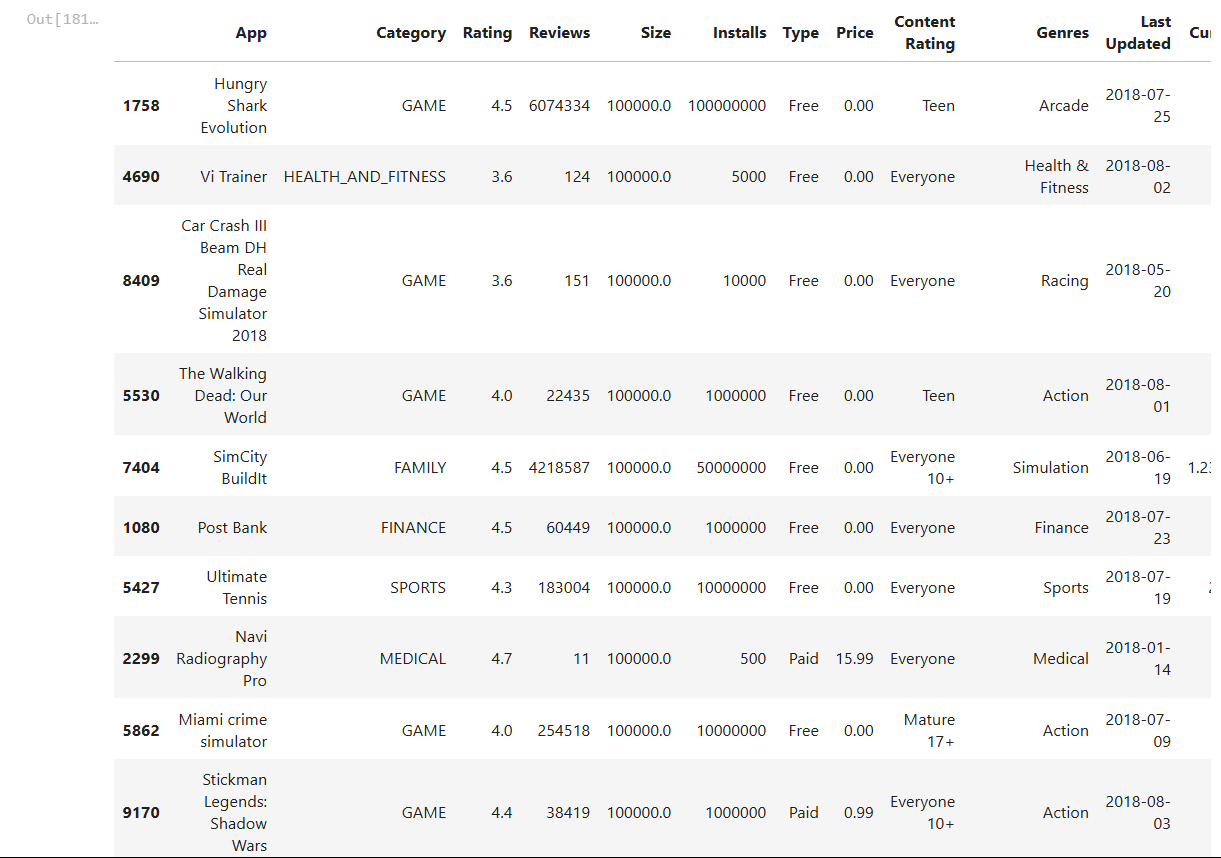 Out[181...
App Category Rating Reviews Size Installs Type Price Content Rating Genres Last Updated Cur
1758 Hungry Shark Evolution GAME 4.5 6074334 100000.0 100000000 Free 0.00 Teen Arcade 2018-07-25
4690 Vi Trainer HEALTH_AND_FITNESS 3.6 124 100000.0 5000 Free 0.00 Everyone Health & Fitness 2018-08-02
8409 Car Crash III Beam DH Real Damage Simulator 2018 GAME 3.6 151 100000.0 10000 Free 0.00 Everyone Racing 2018-05-20
5530 The Walking Dead: Our World GAME 4.0 22435 100000.0 1000000 Free 0.00 Teen Action 2018-08-01
7404 SimCity BuildIt FAMILY 4.5 4218587 100000.0 50000000 Free 0.00 Everyone 10+ Simulation 2018-06-19 1.23
1080 Post Bank FINANCE 4.5 60449 100000.0 1000000 Free 0.00 Everyone Finance 2018-07-23
5427 Ultimate Tennis SPORTS 4.3 183004 100000.0 10000000 Free 0.00 Everyone Sports 2018-07-19
2299 Navi Radiography Pro MEDICAL 4.7 11 100000.0 500 Paid 15.99 Everyone Medical 2018-01-14
5862 Miami crime simulator GAME 4.0 254518 100000.0 10000000 Free 0.00 Mature 17+ Action 2018-07-09
9170 Stickman Legends: Shadow Wars GAME 4.4 38419 100000.0 1000000 Paid 0.99 Everyone 10+ Action 2018-08-03